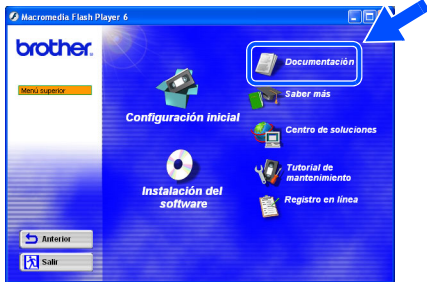 Macromedia Flash Player 6
brother.
Menú superior
Configuración inicial
Instalación del
software
Documentación
Saber más
Centro de soluciones
Tutorial de
mantenimiento
Registro en línea
Anterior
Salir